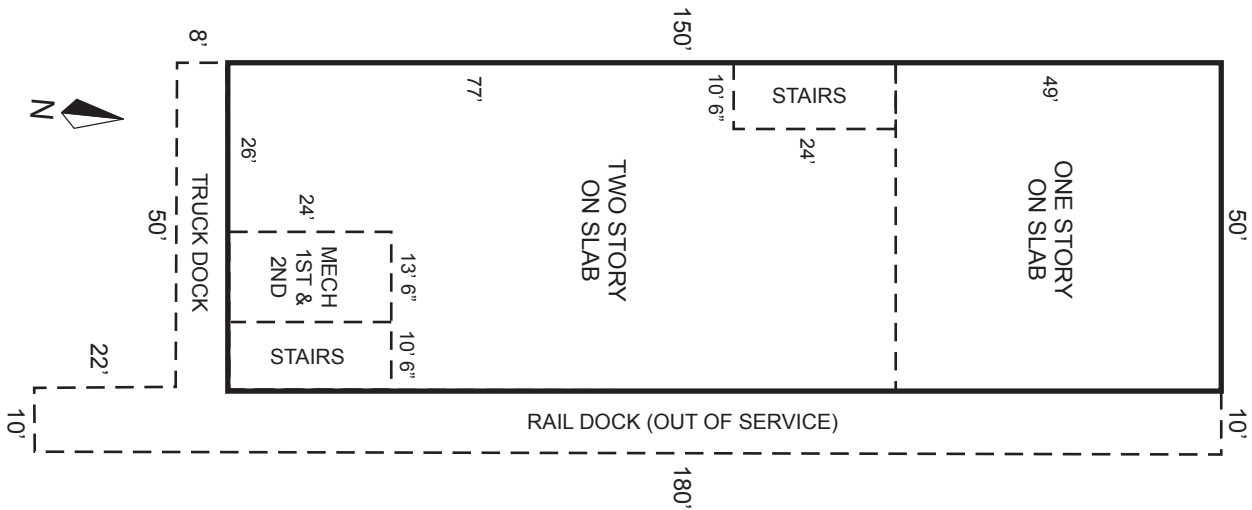 8'
150'
77'
10' 6"
STAIRS
24'
49'
N
TRUCK DOCK
50'
26'
24'
MECH
1ST &
2ND
13' 6"
STAIRS
10' 6"
TWO STORY
ON SLAB
ONE STORY
ON SLAB
50'
22'
10'
RAIL DOCK (OUT OF SERVICE)
10'
180'